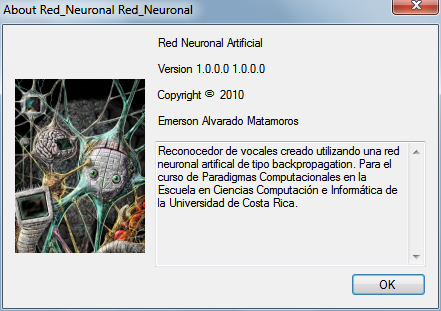 About Red_Neuronal Red_Neuronal
Red Neuronal Artificial
Version 1.0.0.0 1.0.0.0
Copyright © 2010
Emerson Alvarado Matamoros
Reconocedor de vocales creado utilizando una red
neuronal artifical de tipo backpropagation. Para el
curso de Paradigmas Computacionales en la
Escuela en Ciencias Computación e Informática de
la Universidad de Costa Rica.
OK